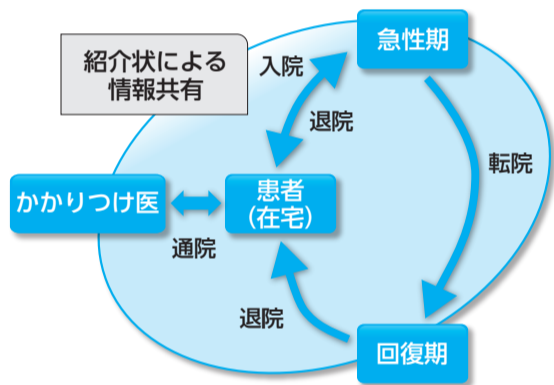 紹介状による
情報共有
急性期
入院
退院
転院
かかりつけ医
患者
(在宅)
通院
退院
回復期